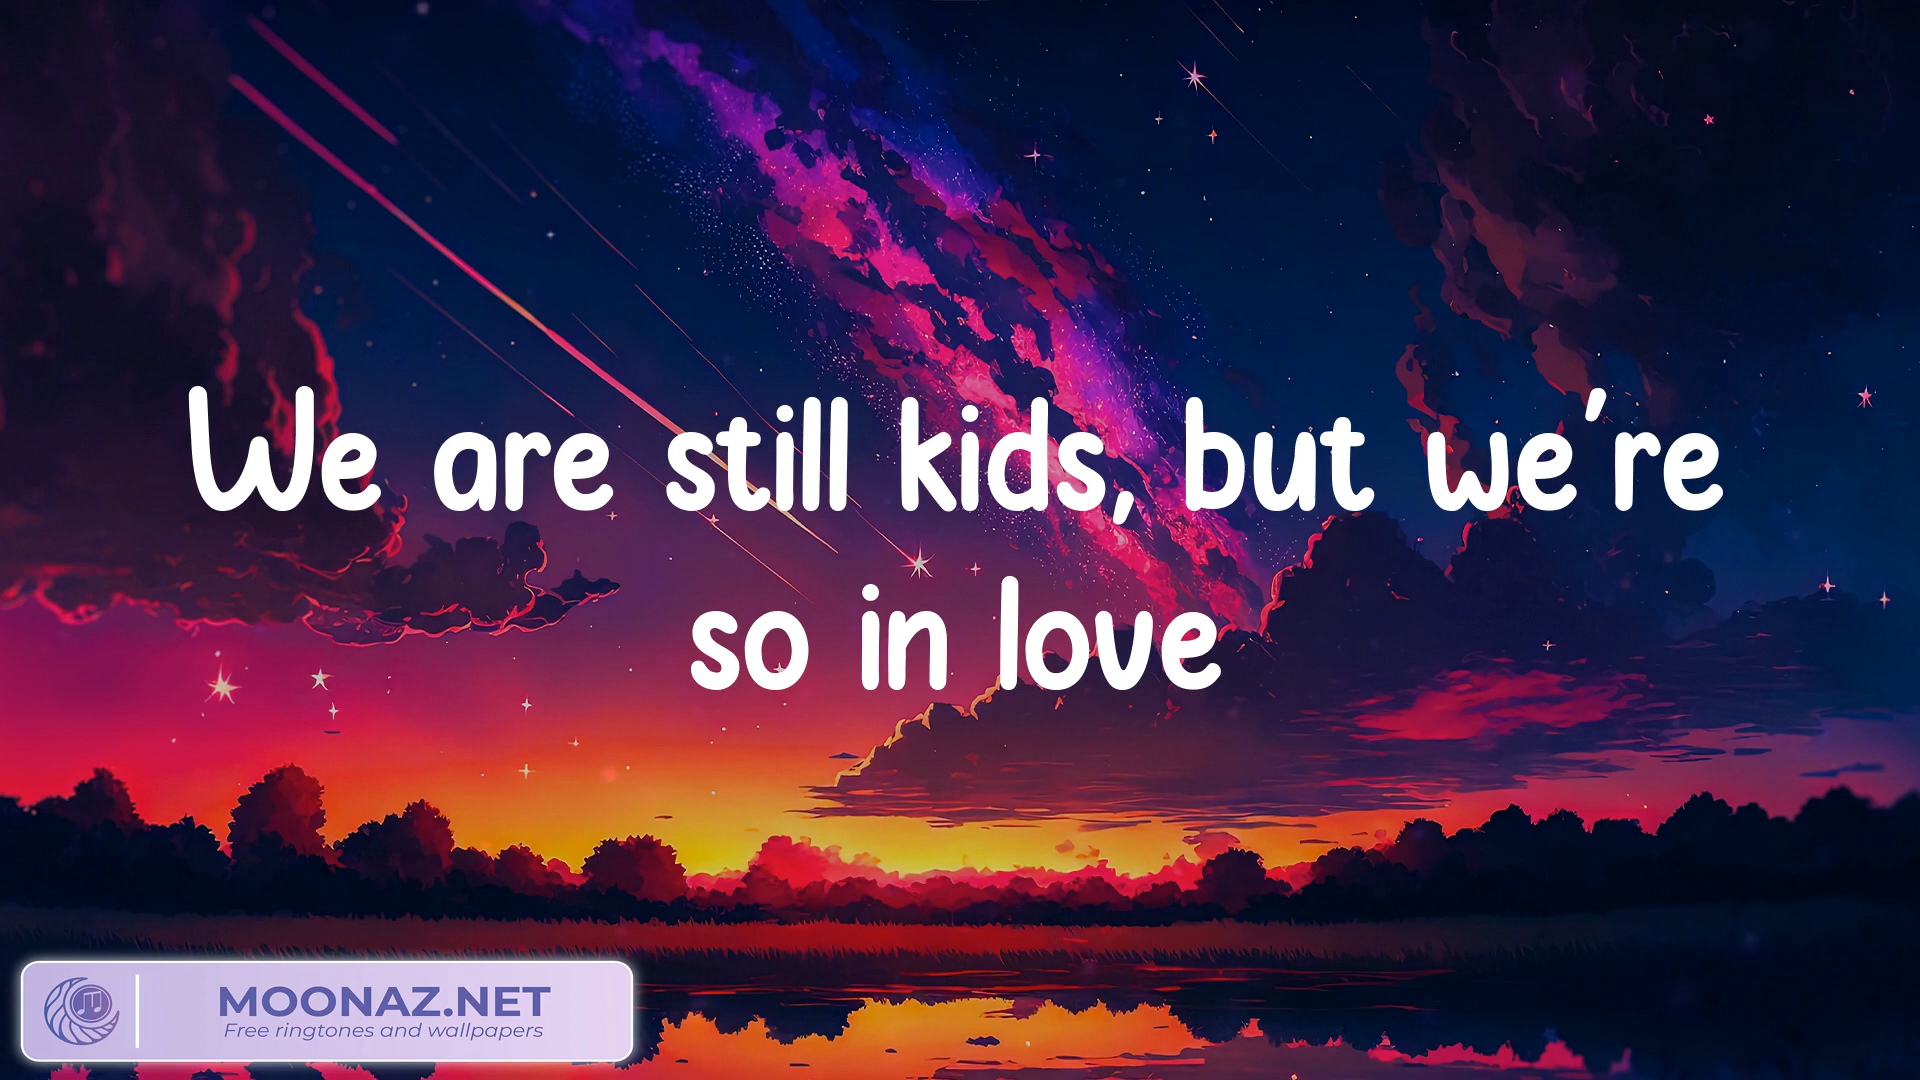 We are still kids, but we're
so in love
MOONAZ.NET
Free ringtones and wallpapers